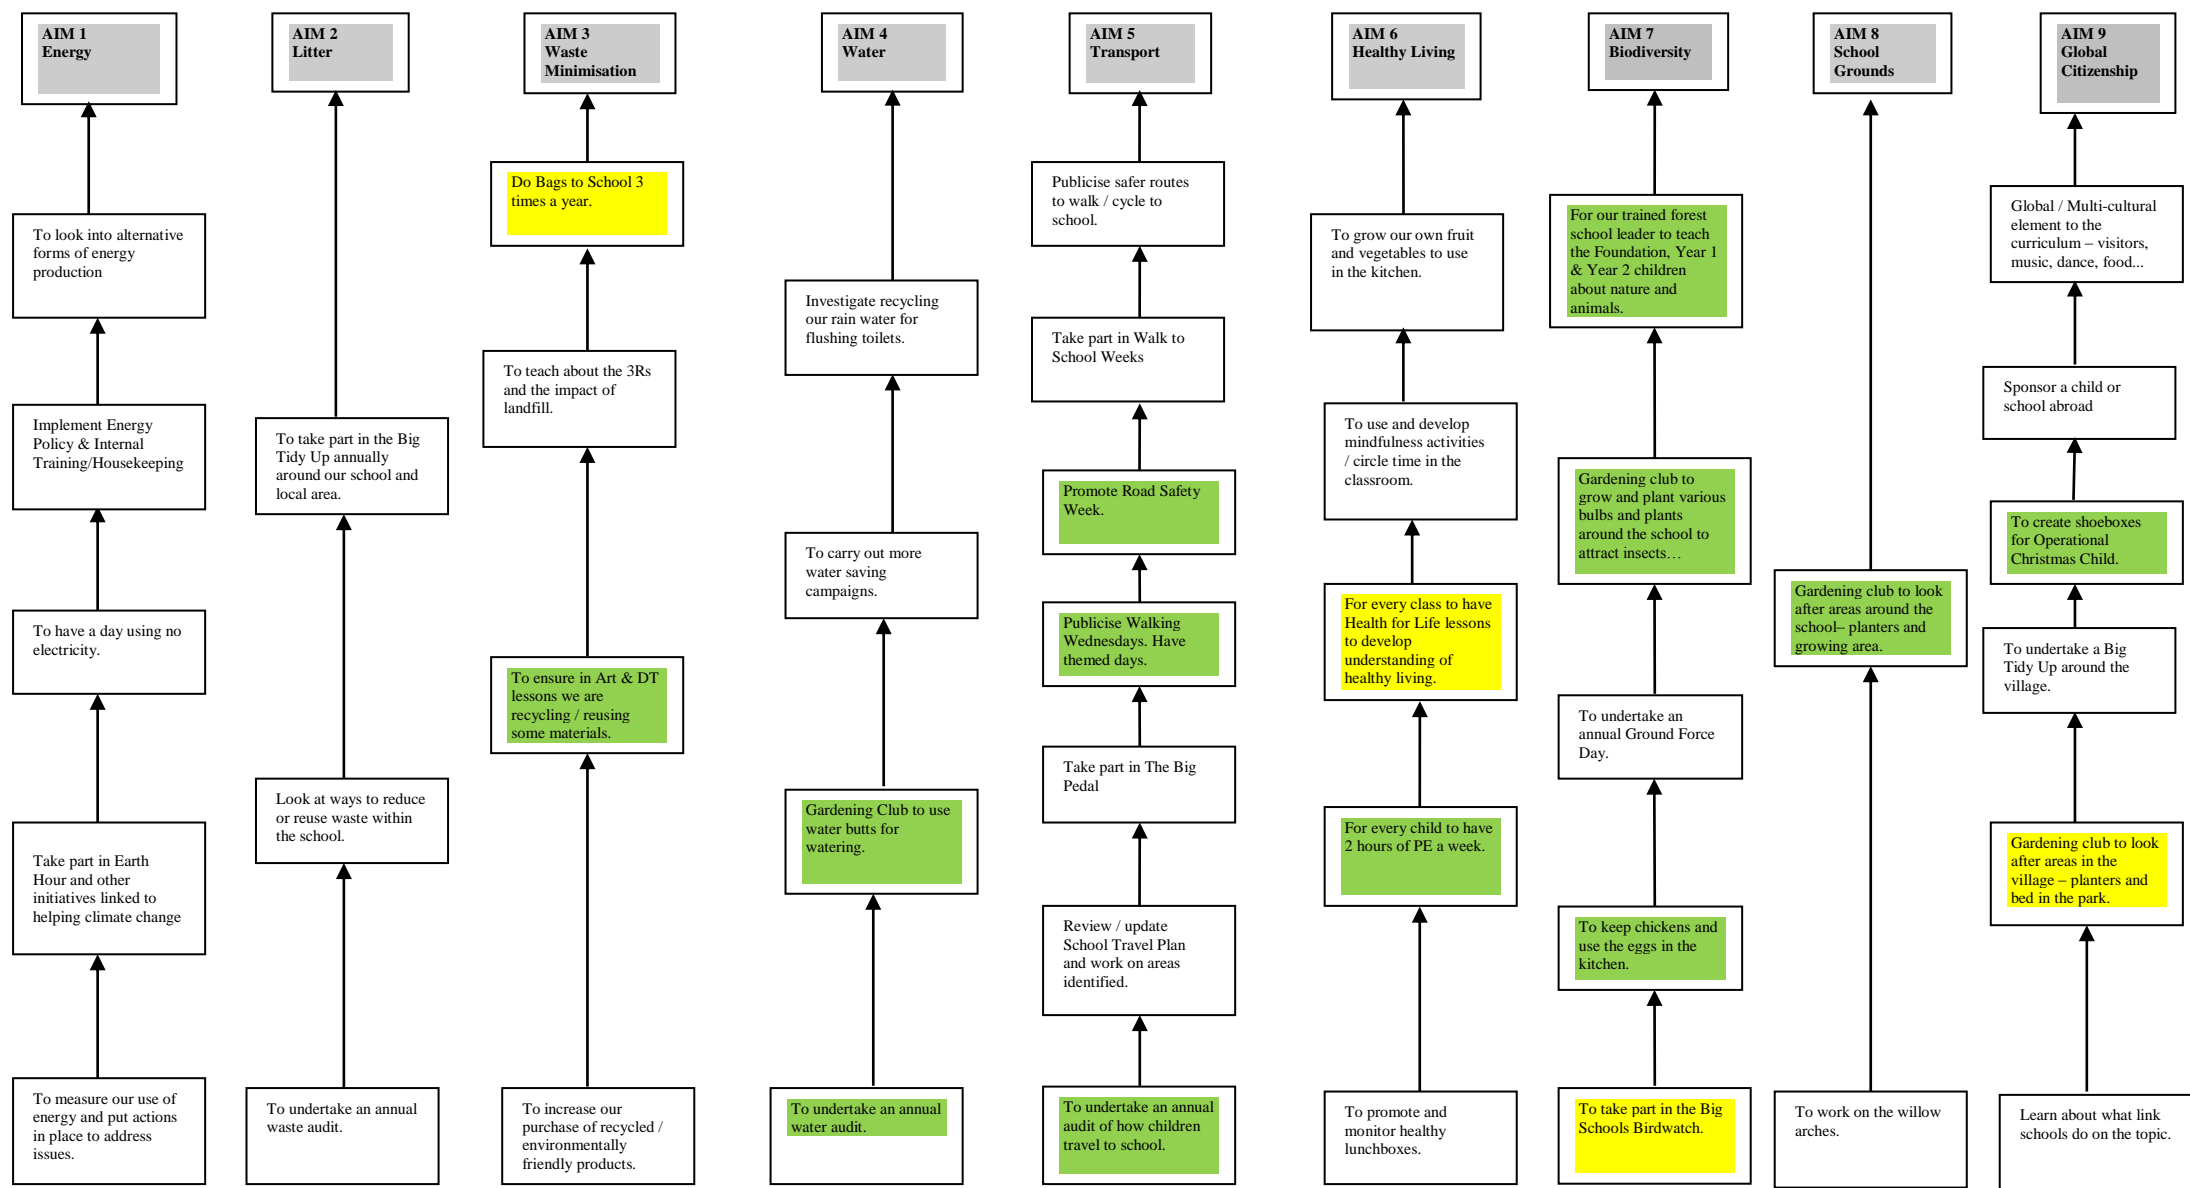 AIM 1
Energy
To look into alternative
forms of energy
production
Implement Energy
Policy & Internal
Training/Housekeeping
To have a day using no
electricity.
Take part in Earth
Hour and other
initiatives linked to
helping climate change
To measure our use of
energy and put actions
in place to address
issues.
AIM 2
Litter
To take part in the Big
Tidy Up annually
around our school and
local area.
Look at ways to reduce
or reuse waste within
the school.
To undertake an annual
waste audit.
AIM 3
Waste
Minimisation
Do Bags to School 3
times a year.
To teach about the 3Rs
and the impact of
landfill.
To ensure in Art & DT
lessons we are
recycling / reusing
some materials.
To increase our
purchase of recycled /
environmentally
friendly products.
AIM 4
Water
Investigate recycling
our rain water for
flushing toilets.
To carry out more
water saving
campaigns.
Gardening Club to use
water butts for
watering.
To undertake an annual
water audit.
AIM 5
Transport
Publicise safer routes
to walk / cycle to
school.
Take part in Walk to
School Weeks
Promote Road Safety
Week.
Publicise Walking
Wednesdays. Have
themed days.
Take part in The Big
Pedal
Review / update
School Travel Plan
and work on areas
identified.
To undertake an annual
audit of how children
travel to school.
AIM 6
Healthy Living
To grow our own fruit
and vegetables to use
in the kitchen.
To use and develop
mindfulness activities
/ circle time in the
classroom.
For every class to have
Health for Life lessons
to develop
understanding of
healthy living.
For every child to have
2 hours of PE a week.
To promote and
monitor healthy
lunchboxes.
AIM 7
Biodiversity
For our trained forest
school leader to teach
the Foundation, Year 1
& Year 2 children
about nature and
animals.
Gardening club to
grow and plant various
bulbs and plants
around the school to
attract insects…
To undertake an
annual Ground Force
Day.
To keep chickens and
use the eggs in the
kitchen.
To take part in the Big
Schools Birdwatch.
AIM 8
School
Grounds
Gardening club to look
after areas around the
school– planters and
growing area.
To work on the willow
arches.
AIM 9
Global
Citizenship
Global / Multi-cultural
element to the
curriculum – visitors,
music, dance, food...
Sponsor a child or
school abroad
To create shoeboxes
for Operational
Christmas Child.
To undertake a Big
Tidy Up around the
village.
Gardening club to look
after areas in the
village – planters and
bed in the park.
Learn about what link
schools do on the topic.